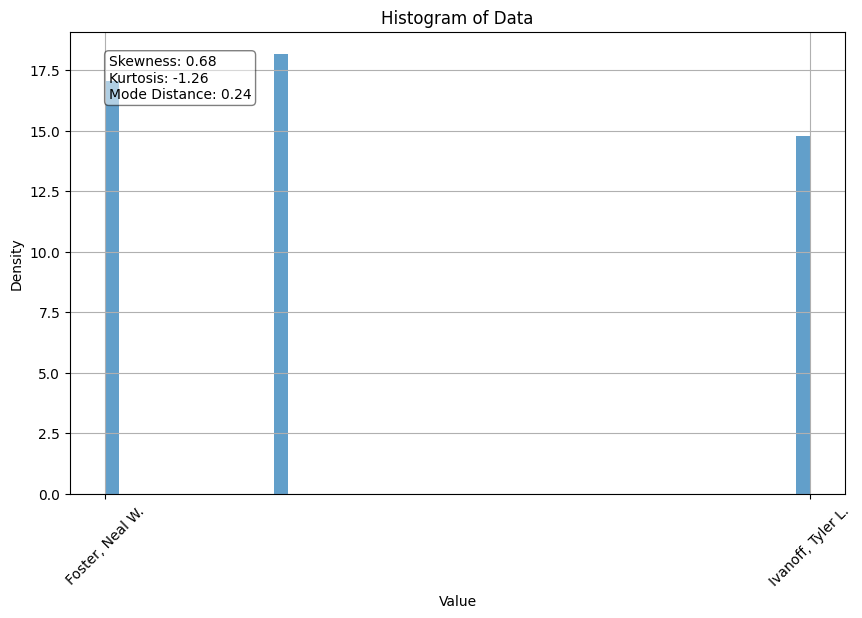 Histogram of Data
Skewness: 0.68
Kurtosis: -1.26
Mode Distance: 0.24
17.5
15.0
12.5
10.0
7.5
5.0
2.5
0.0
Density
Foster, Neal W.
Ivanoff, Tyler L.
Value